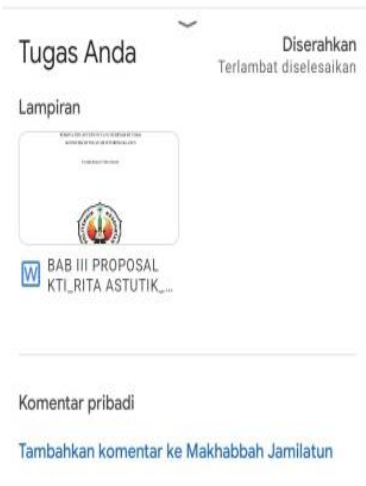 Tugas Anda
Diserahkan
Terlambat diselesaikan
Lampiran
BAB III PROPOSAL
KTI_RITA ASTUTIK_...
Komentar pribadi
Tambahkan komentar ke Makhabbah Jamilatun